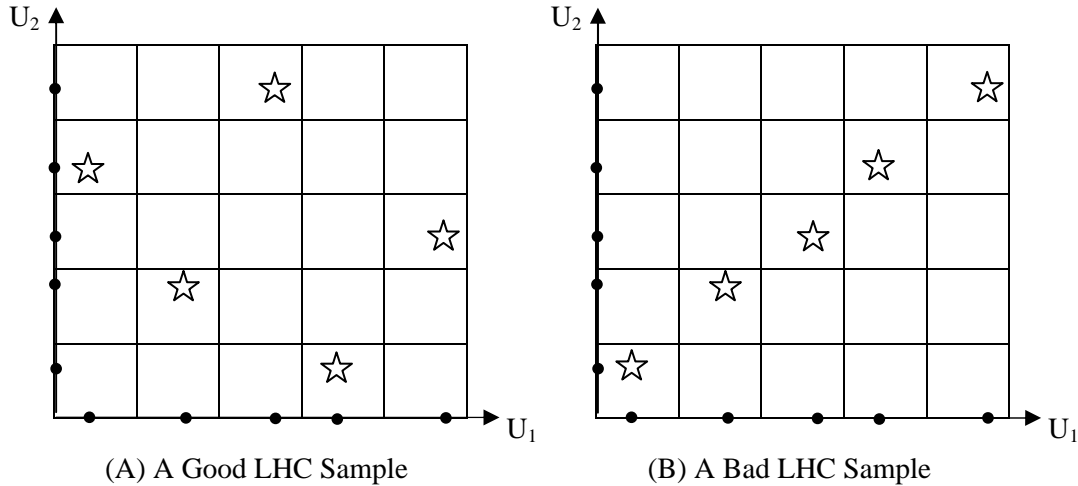 U₂
U₁
(A) A Good LHC Sample
U₂
U₁
(B) A Bad LHC Sample